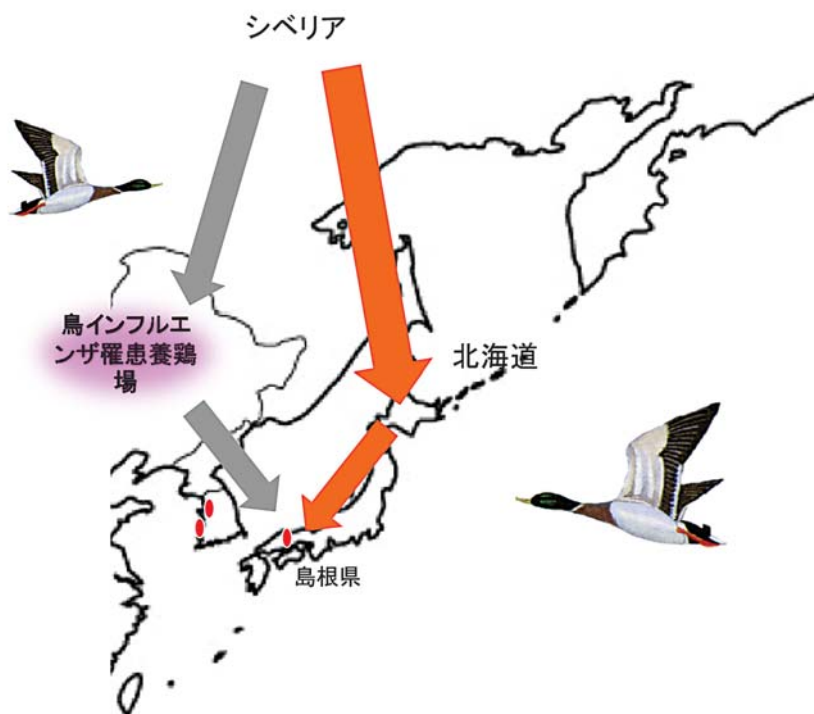 シベリア
鳥インフルエ
ンザ罹患養鶏
場
北海道
島根県